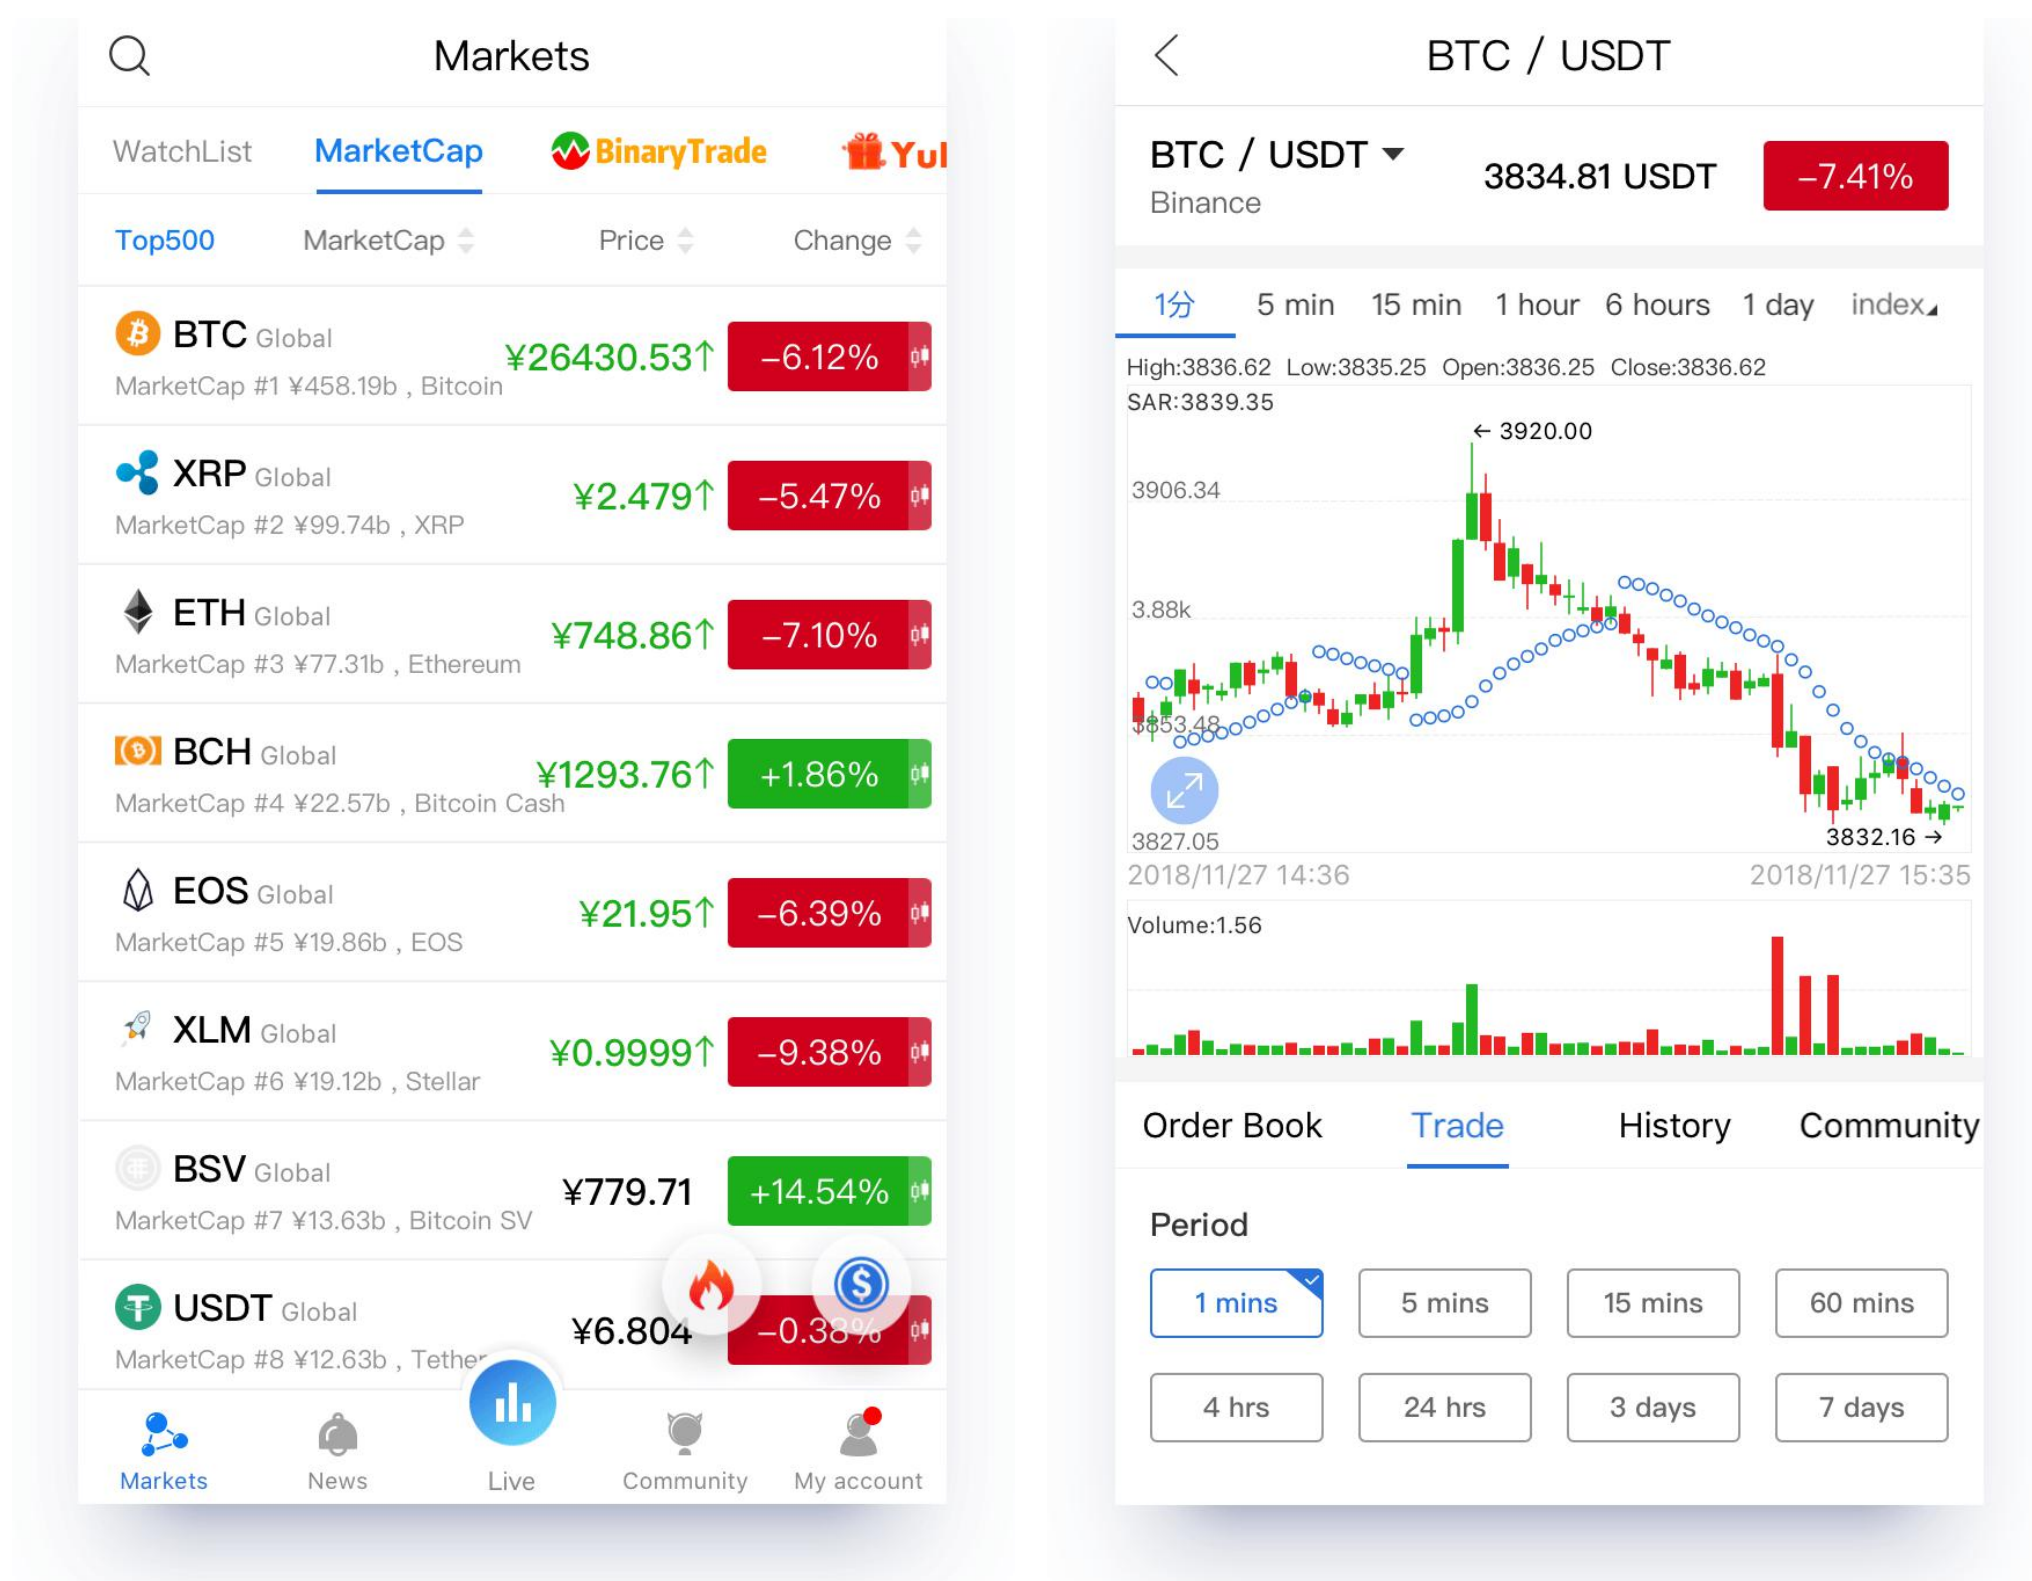 Markets
WatchList MarketCap BinaryTrade Yul
Top500 MarketCap Price Change
BTC Global ¥26430.53↑ –6.12%
MarketCap #1 ¥458.19b , Bitcoin
XRP Global ¥2.479↑ –5.47%
MarketCap #2 ¥99.74b , XRP
ETH Global ¥748.86↑ –7.10%
MarketCap #3 ¥77.31b , Ethereum
BCH Global ¥1293.76↑ +1.86%
MarketCap #4 ¥22.57b , Bitcoin Cash
EOS Global ¥21.95↑ –6.39%
MarketCap #5 ¥19.86b , EOS
XLM Global ¥0.9999↑ –9.38%
MarketCap #6 ¥19.12b , Stellar
BSV Global ¥779.71 +14.54%
MarketCap #7 ¥13.63b , Bitcoin SV
USDT Global ¥6.804 –0.38%
MarketCap #8 ¥12.63b , Tether
Markets News Live Community My account
BTC / USDT
BTC / USDT 3834.81 USDT –7.41%
Binance
1分 5 min 15 min 1 hour 6 hours 1 day index
High:3836.62 Low:3835.25 Open:3836.25 Close:3836.62
SAR:3839.35
← 3920.00
3906.34
3.88k
3853.48
3832.16 →
3827.05
2018/11/27 14:36 2018/11/27 15:35
Volume:1.56
Order Book Trade History Community
Period
1 mins 5 mins 15 mins 60 mins
4 hrs 24 hrs 3 days 7 days